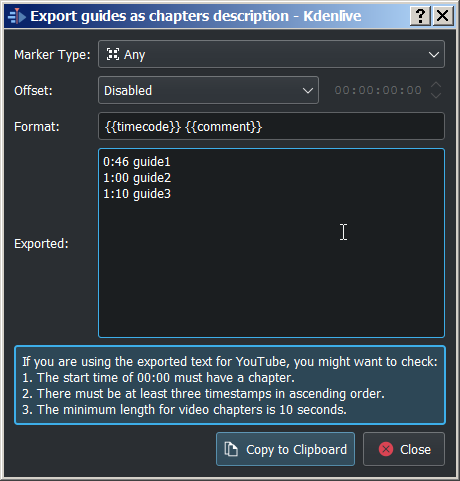 Export guides as chapters description - Kdenlive
Marker Type: Any
Offset: Disabled 00:00:00:00
Format: {{timecode}} {{comment}}
0:46 guide1
1:00 guide2
1:10 guide3
Exported:
If you are using the exported text for YouTube, you might want to check:
1. The start time of 00:00 must have a chapter.
2. There must be at least three timestamps in ascending order.
3. The minimum length for video chapters is 10 seconds.
Copy to Clipboard Close